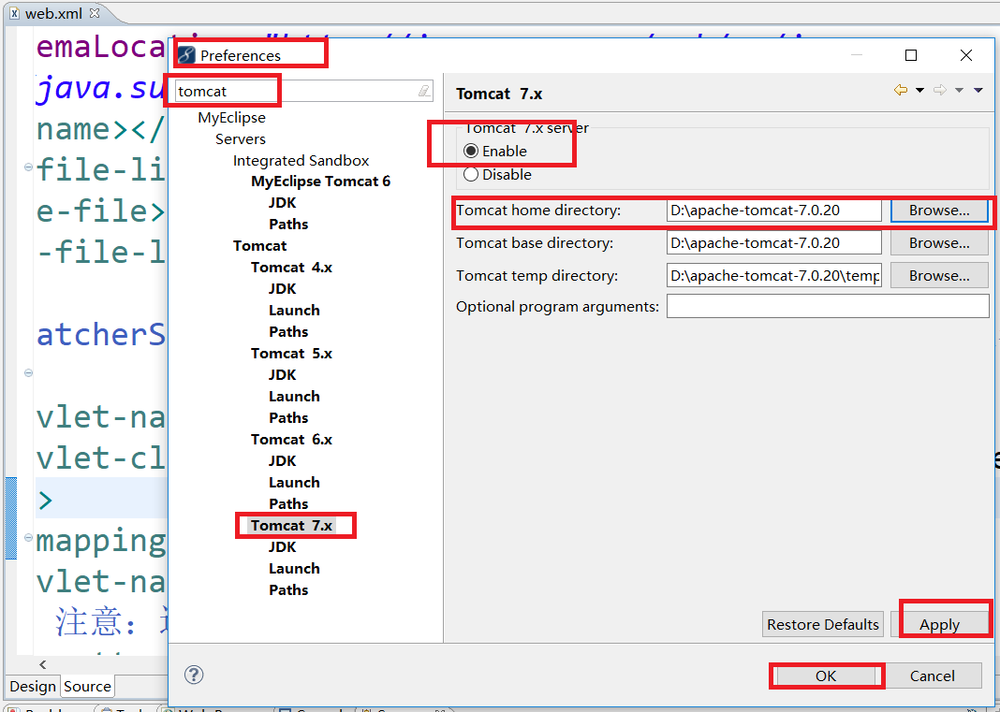 web.xml
emaLoca
java.su
name></
file-li
e-file>
-file-l
atcherS
vlet-na
vlet-cl
>
mapping
vlet-na
注意：
Design
Source
Preferences
tomcat
MyEclipse
Servers
Integrated Sandbox
MyEclipse Tomcat 6
JDK
Paths
Tomcat
Tomcat 4.x
JDK
Launch
Paths
Tomcat 5.x
JDK
Launch
Paths
Tomcat 6.x
JDK
Launch
Paths
Tomcat 7.x
JDK
Launch
Paths
Tomcat 7.x
Tomcat 7.x server
Enable
Disable
Tomcat home directory: D:\apache-tomcat-7.0.20 Browse...
Tomcat base directory: D:\apache-tomcat-7.0.20 Browse...
Tomcat temp directory: D:\apache-tomcat-7.0.20\temp Browse...
Optional program arguments:
Restore Defaults Apply
OK Cancel